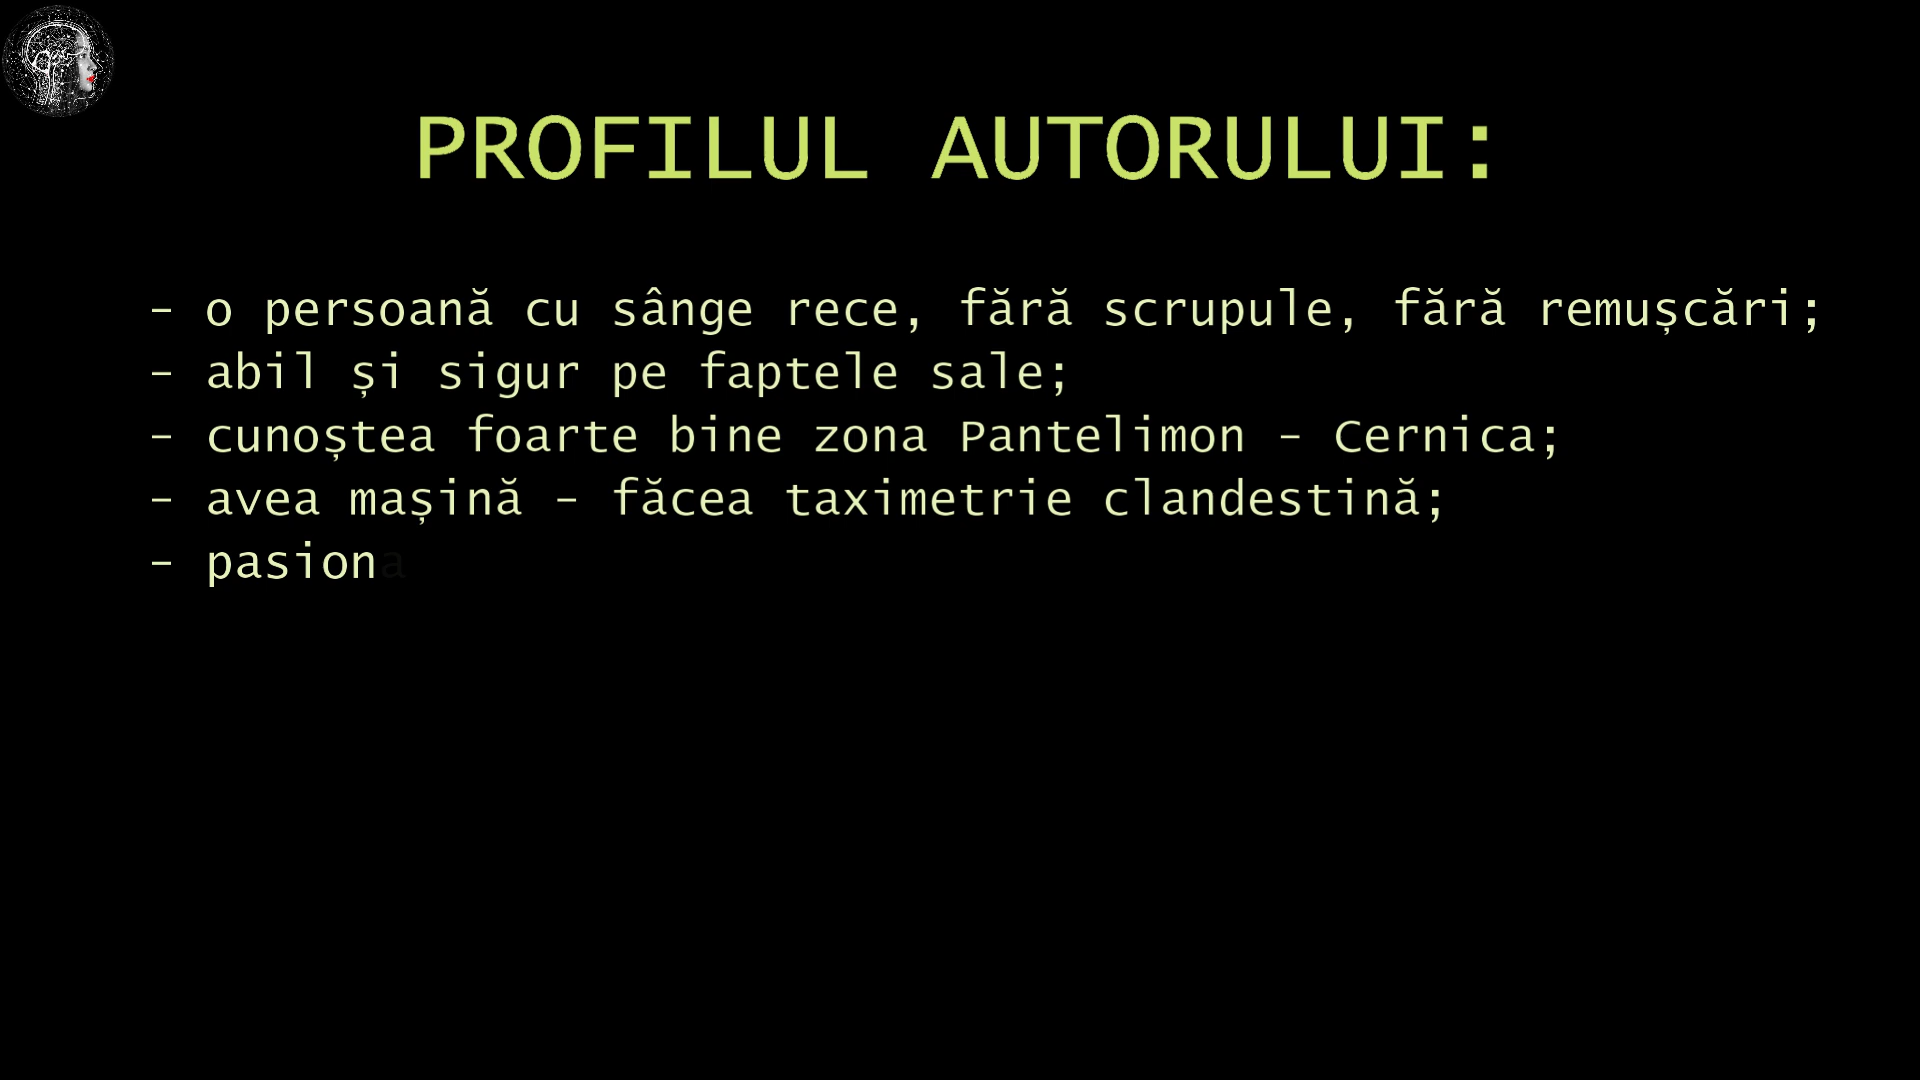 PROFILUL AUTORULUI:
– o persoană cu sânge rece, fără scrupule, fără remușcări;
– abil și sigur pe faptele sale;
– cunoștea foarte bine zona Pantelimon – Cernica;
– avea mașină – făcea taximetrie clandestină;
– pasiona